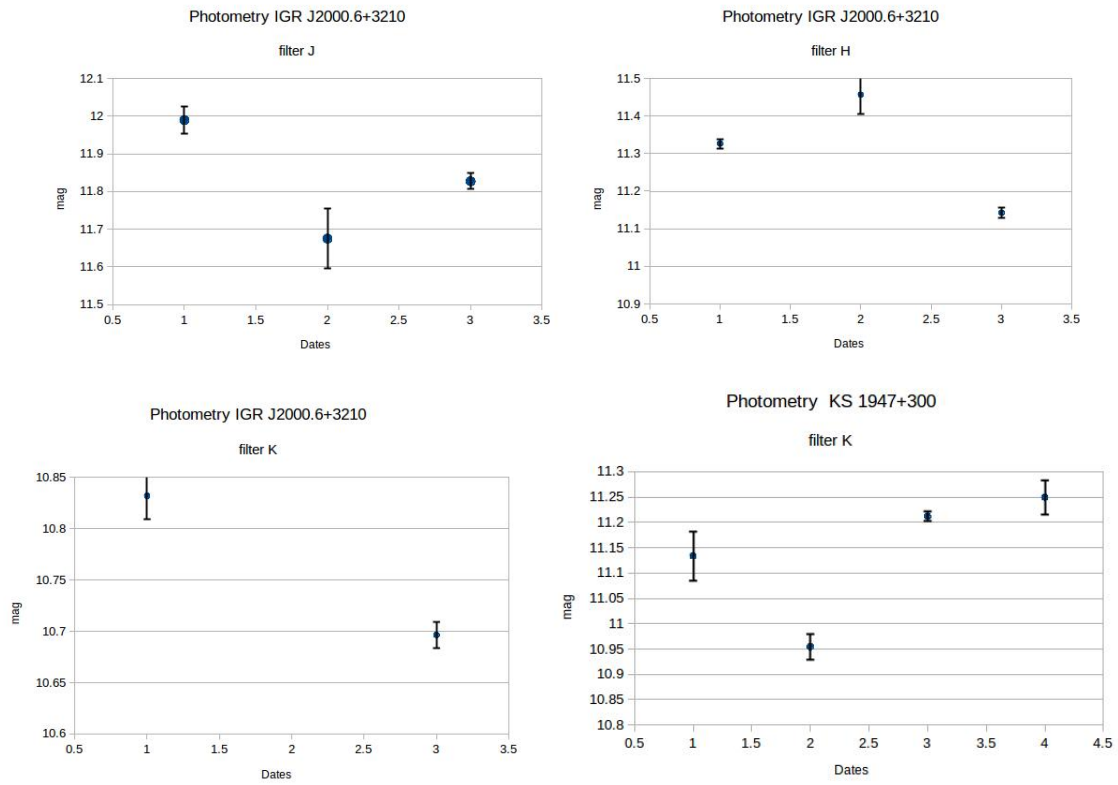 Photometry IGR J2000.6+3210
filter J
12.1
12
11.9
11.8
11.7
11.6
11.5
mag
0.5 1 1.5 2 2.5 3 3.5
Dates
Photometry IGR J2000.6+3210
filter H
11.5
11.4
11.3
11.2
11.1
11
10.9
mag
0.5 1 1.5 2 2.5 3 3.5
Dates
Photometry IGR J2000.6+3210
filter K
10.85
10.8
10.75
10.7
10.65
10.6
mag
0.5 1 1.5 2 2.5 3 3.5
Dates
Photometry KS 1947+300
filter K
11.3
11.25
11.2
11.15
11.1
11.05
11
10.95
10.9
10.85
10.8
mag
0.5 1 1.5 2 2.5 3 3.5 4 4.5
Dates